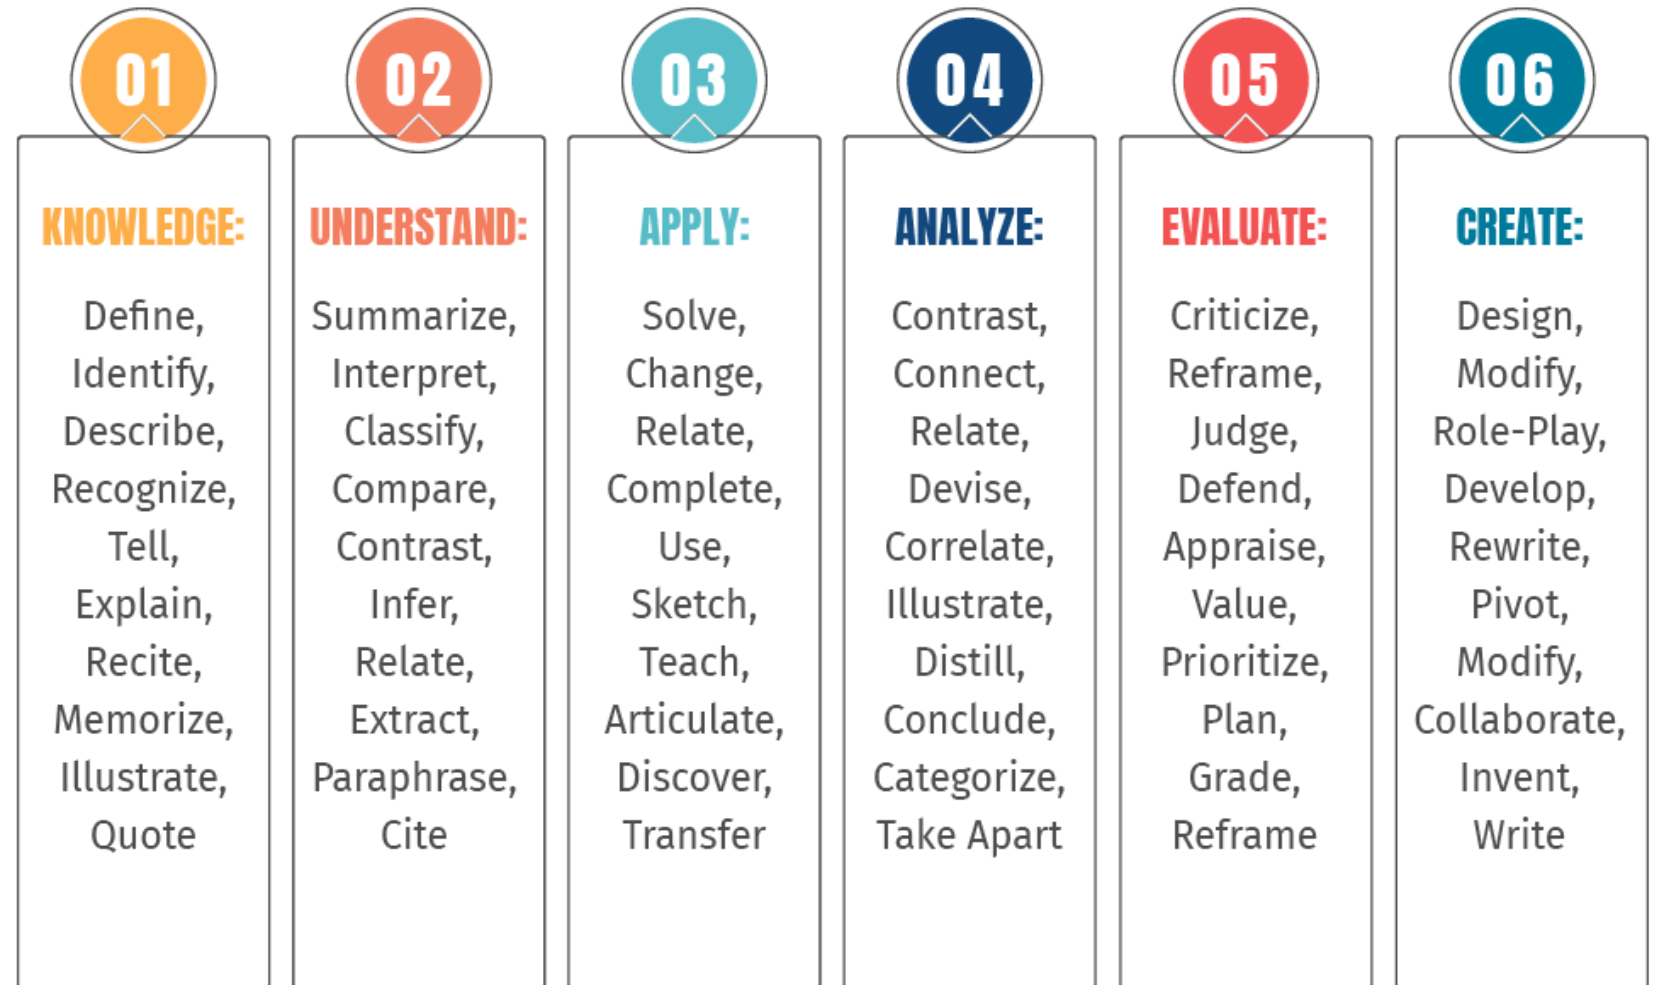 01
KNOWLEDGE:
Define,
Identify,
Describe,
Recognize,
Tell,
Explain,
Recite,
Memorize,
Illustrate,
Quote
02
UNDERSTAND:
Summarize,
Interpret,
Classify,
Compare,
Contrast,
Infer,
Relate,
Extract,
Paraphrase,
Cite
03
APPLY:
Solve,
Change,
Relate,
Complete,
Use,
Sketch,
Teach,
Articulate,
Discover,
Transfer
04
ANALYZE:
Contrast,
Connect,
Relate,
Devise,
Correlate,
Illustrate,
Distill,
Conclude,
Categorize,
Take Apart
05
EVALUATE:
Criticize,
Reframe,
Judge,
Defend,
Appraise,
Value,
Prioritize,
Plan,
Grade,
Reframe
06
CREATE:
Design,
Modify,
Role-Play,
Develop,
Rewrite,
Pivot,
Modify,
Collaborate,
Invent,
Write